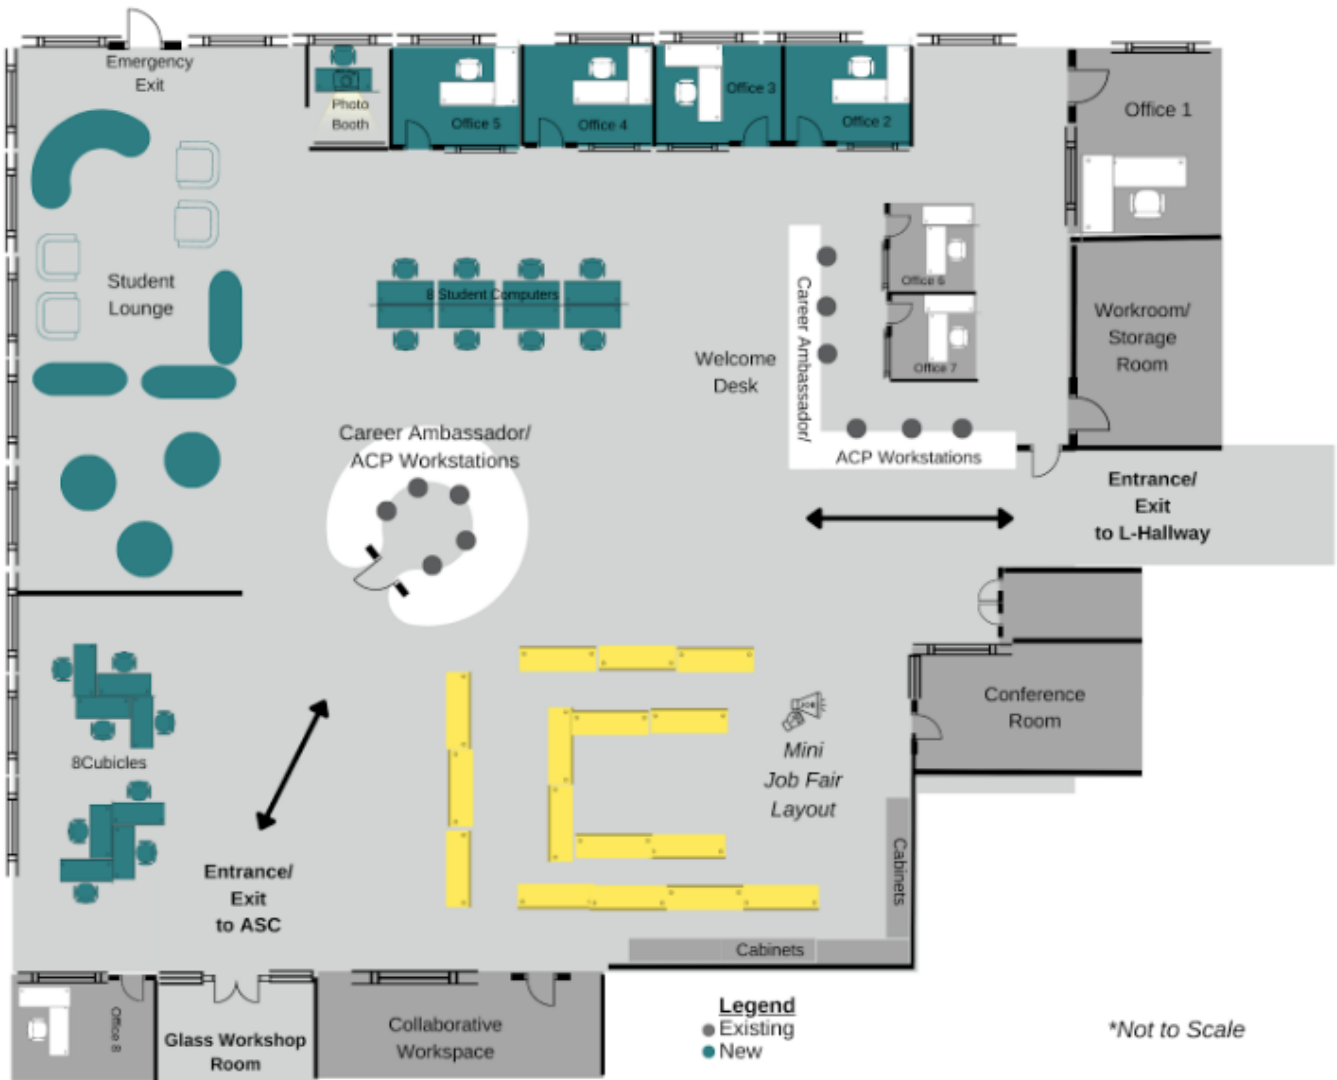 Emergency
Exit
Photo
Booth
Office 5
Office 4
Office 3
Office 2
Office 1
Student
Lounge
8 Student Computers
Office 6
Office 7
Welcome
Desk
Career Ambassador/
ACP Workstations
Workroom/
Storage
Room
Career Ambassador/
ACP Workstations
Entrance/
Exit
to L-Hallway
Conference
Room
8Cubicles
JOB
Mini
Job Fair
Layout
Cabinets
Cabinets
Entrance/
Exit
to ASC
Office 8
Glass Workshop
Room
Collaborative
Workspace
Legend
Existing
New
*Not to Scale